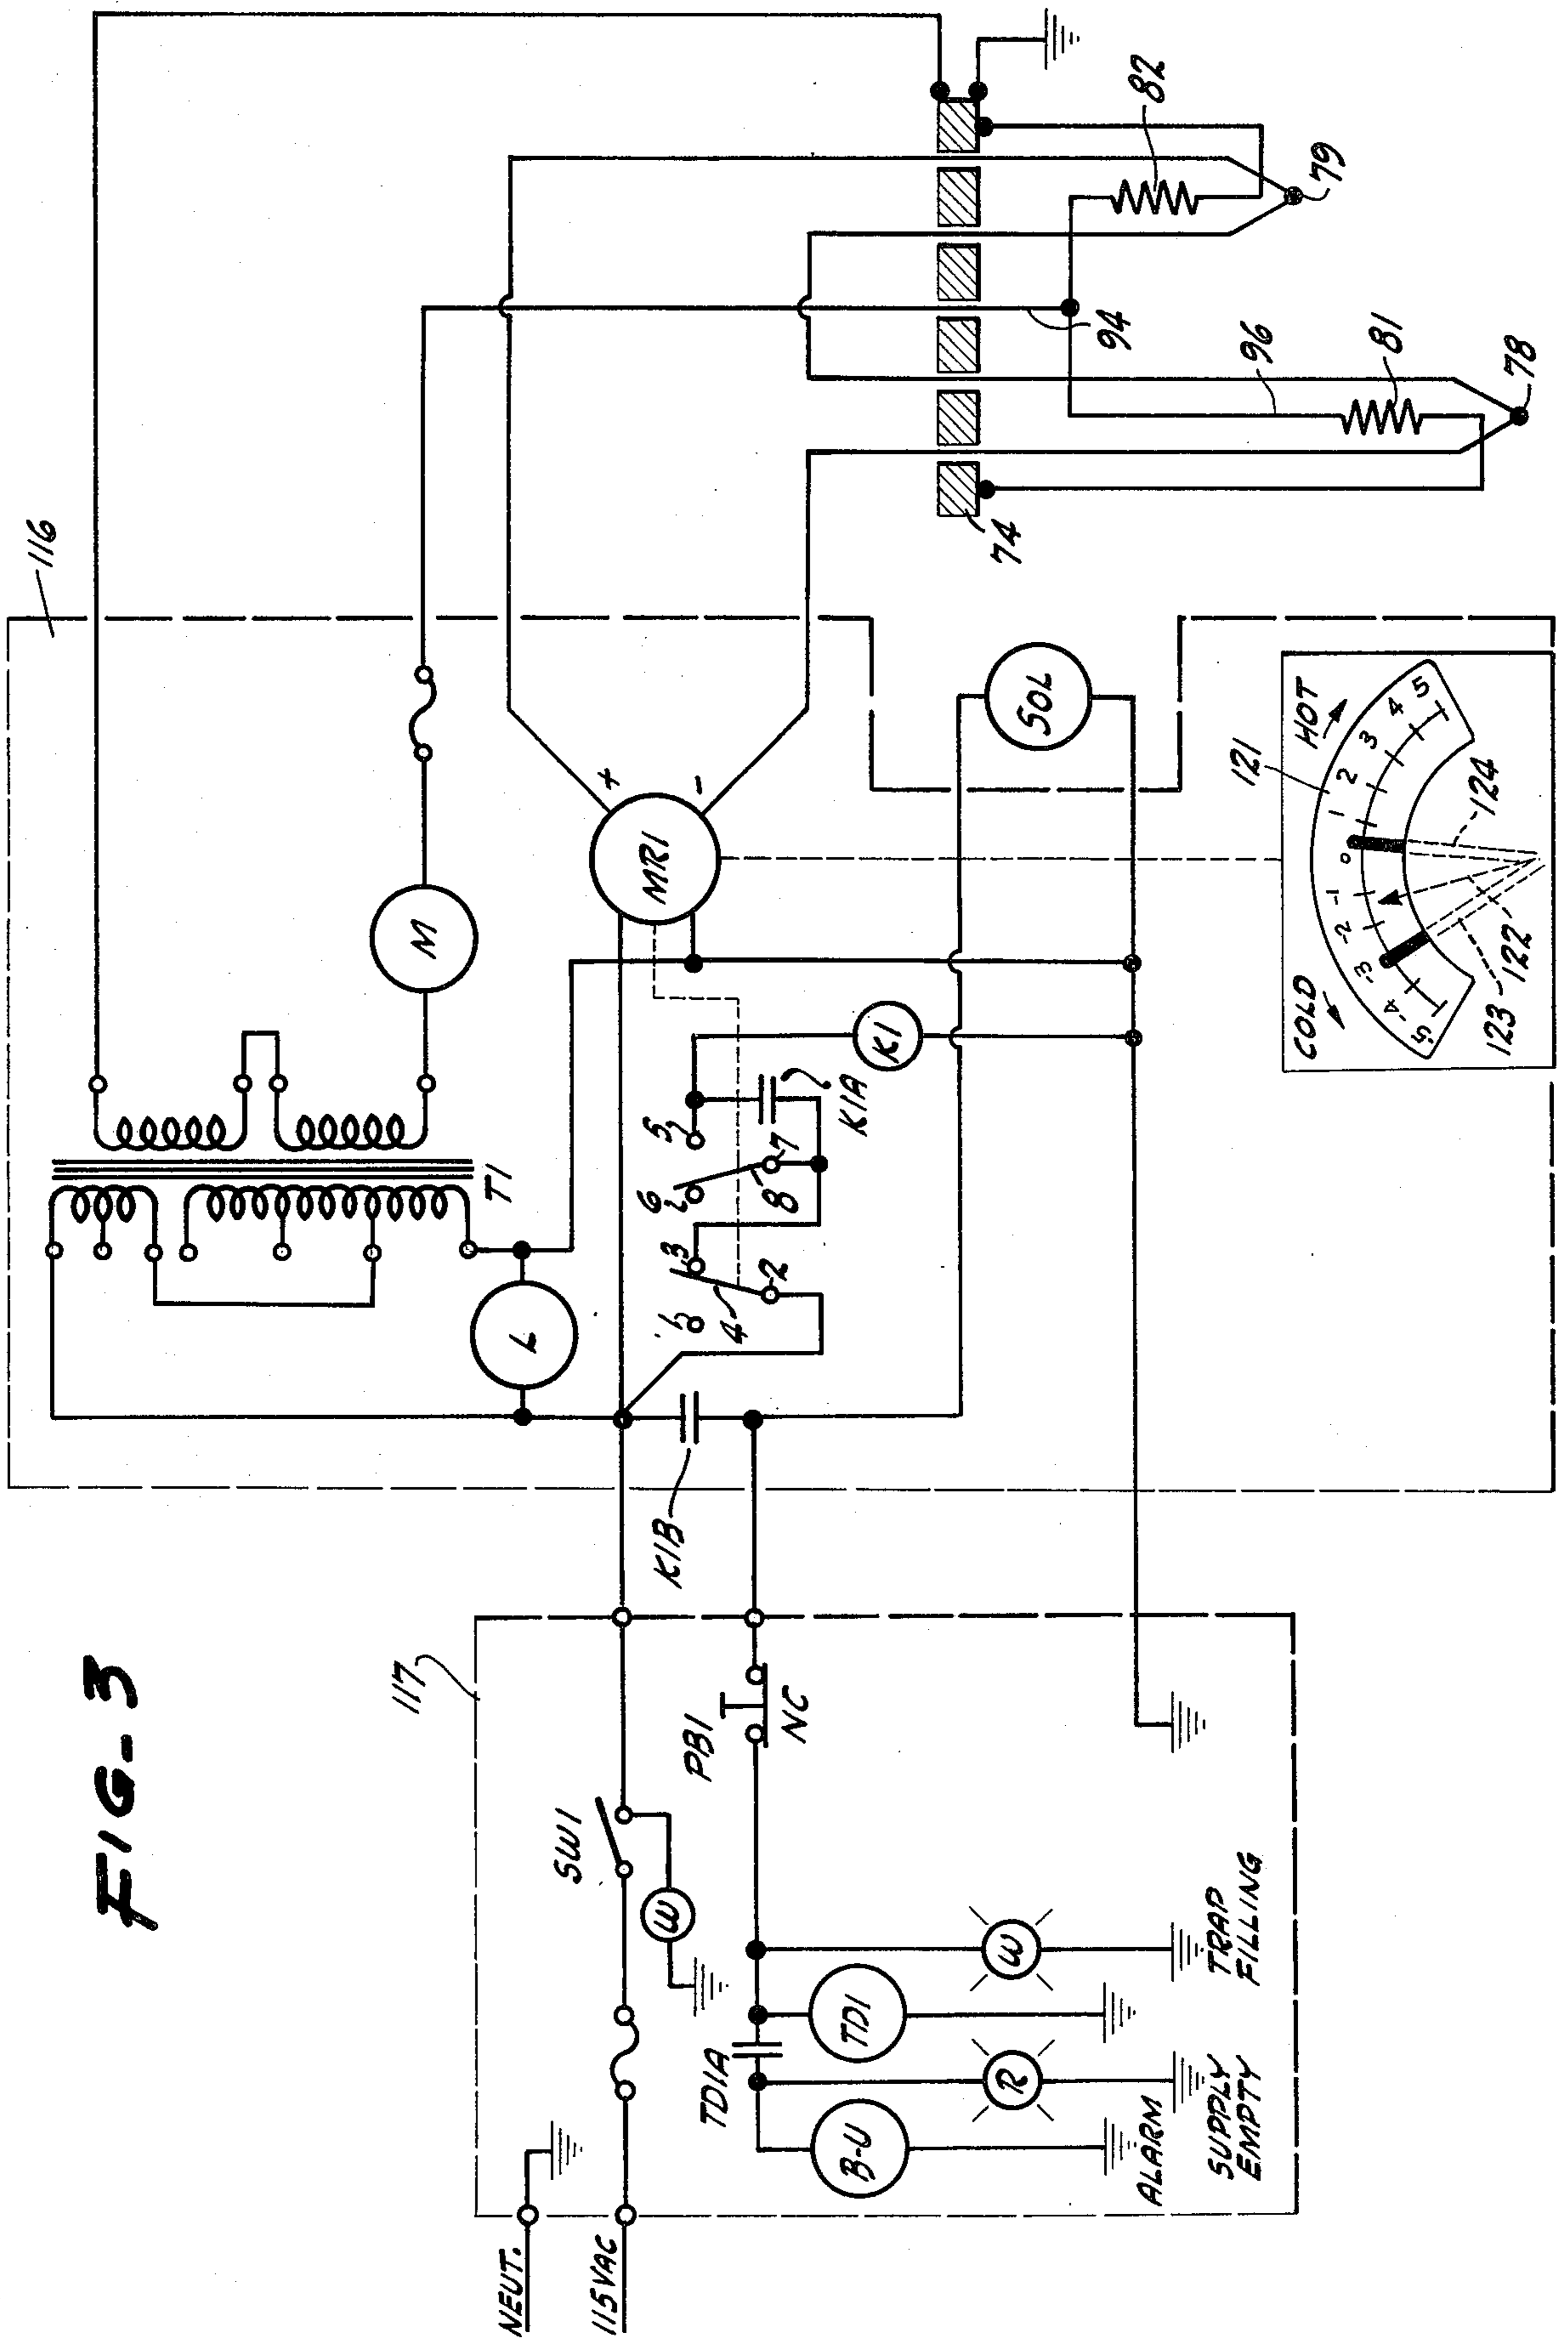 FIG-3
116
T1
M
L
MR1
+
-
SOL
K1
K1A
K1B
1
2
3
4
5
6
7
8
74
78
79
81
82
94
96
117
NEUT.
115VAC
SW1
W
PB1
NC
TD1A
TD1
B-U
R
W
ALARM
SUPPLY
EMPTY
TRAP
FILLING
COLD
HOT
121
-5
-4
-3
-2
-1
0
1
2
3
4
5
123
122
124